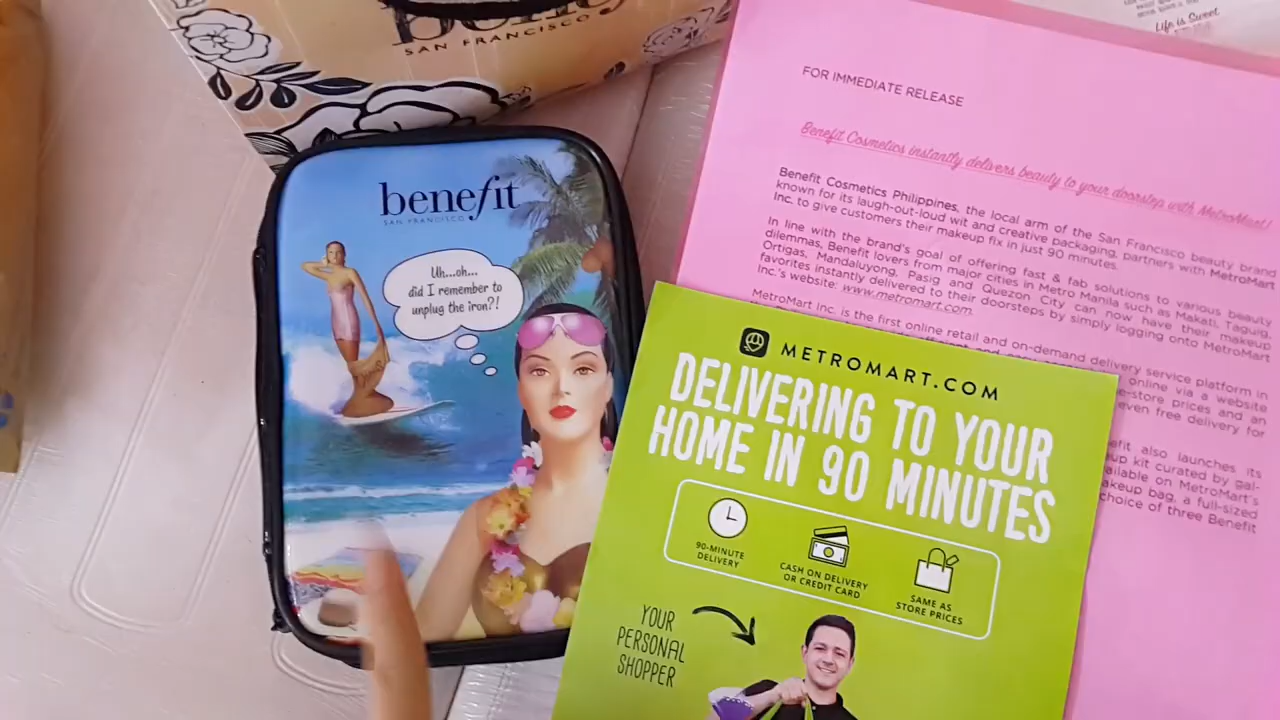 benefit
SAN FRANCISCO
Life is Sweet
benefit
SAN FRANCISCO
Uh...oh...
did I remember to
unplug the iron?!
FOR IMMEDIATE RELEASE
Benefit Cosmetics instantly delivers beauty to your doorstep with MetroMart!
Benefit Cosmetics Philippines, the local arm of the San Francisco beauty brand
known for its laugh-out-loud wit and creative packaging, partners with MetroMart
Inc. to give customers their makeup fix in just 90 minutes.
In line with the brand's goal of offering fast & fab solutions to various beauty
dilemmas, Benefit lovers from major cities in Metro Manila such as Makati, Taguig,
Ortigas, Mandaluyong, Pasig and Quezon City can now have their makeup
favorites instantly delivered to their doorsteps by simply logging onto MetroMart
Inc.'s website: www.metromart.com.
MetroMart Inc. is the first online retail and on-demand delivery service platform in
online via a website
e-store prices and an
even free delivery for
efit also launches its
up kit curated by gal-
ailable on MetroMart's
akeup bag, a full-sized
choice of three Benefit
METROMART.COM
DELIVERING TO YOUR
HOME IN 90 MINUTES
90-MINUTE
DELIVERY
CASH ON DELIVERY
OR CREDIT CARD
SAME AS
STORE PRICES
YOUR
PERSONAL
SHOPPER